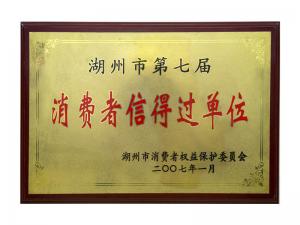 湖州市第七届
消费者信得过单位
湖州市消费者权益保护委员会
二〇〇七年一月